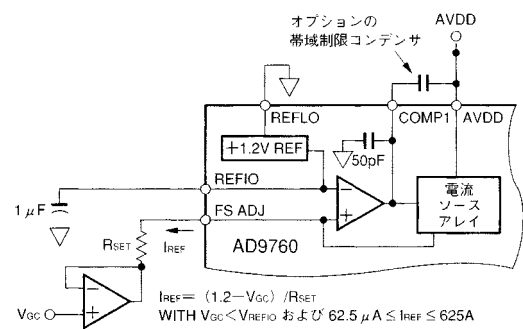 オプションの
帯域制限コンデンサ
AVDD
REFLO
COMP1
AVDD
+1.2V REF
50pF
REFIO
1μF
FS ADJ
電流
ソース
アレイ
RSET
IREF
AD9760
IREF= (1.2-VGC) /RSET
VGC
WITH VGC<VREFIO および 62.5μA≤IREF≤625A